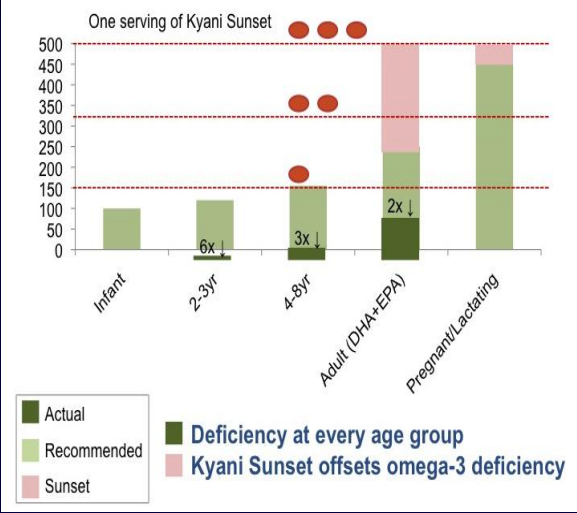 One serving of Kyani Sunset
500
450
400
350
300
250
200
150
100
50
0
6x ↓
3x ↓
2x ↓
Infant
2-3yr
4-8yr
Adult (DHA+EPA)
Pregnant/Lactating
Actual
Recommended
Sunset
Deficiency at every age group
Kyani Sunset offsets omega-3 deficiency